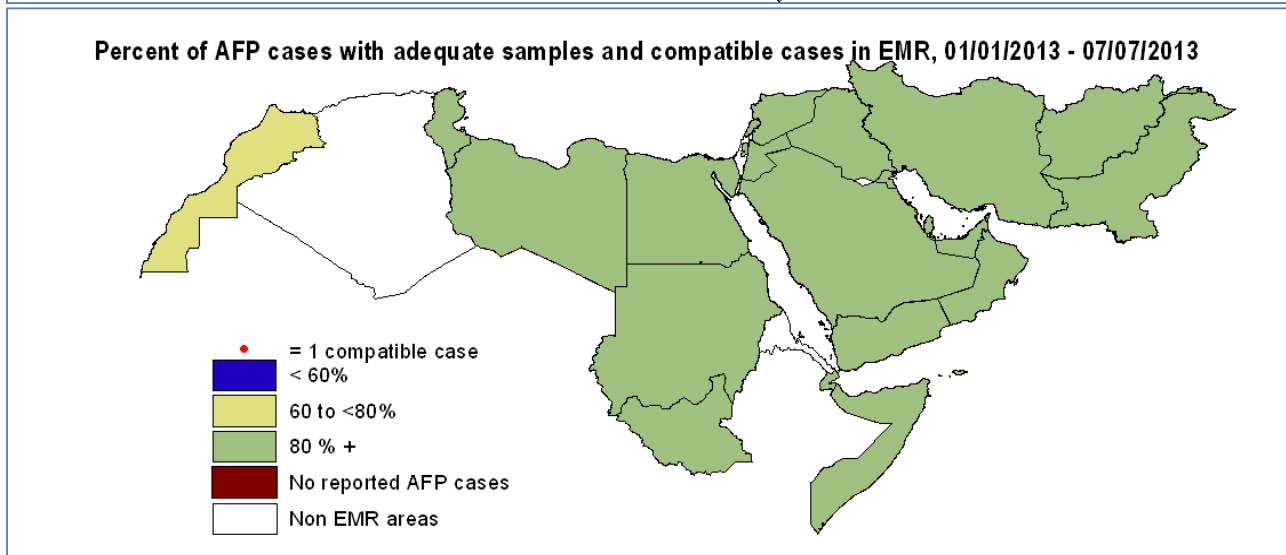 Percent of AFP cases with adequate samples and compatible cases in EMR, 01/01/2013 - 07/07/2013
= 1 compatible case
< 60%
60 to <80%
80 % +
No reported AFP cases
Non EMR areas